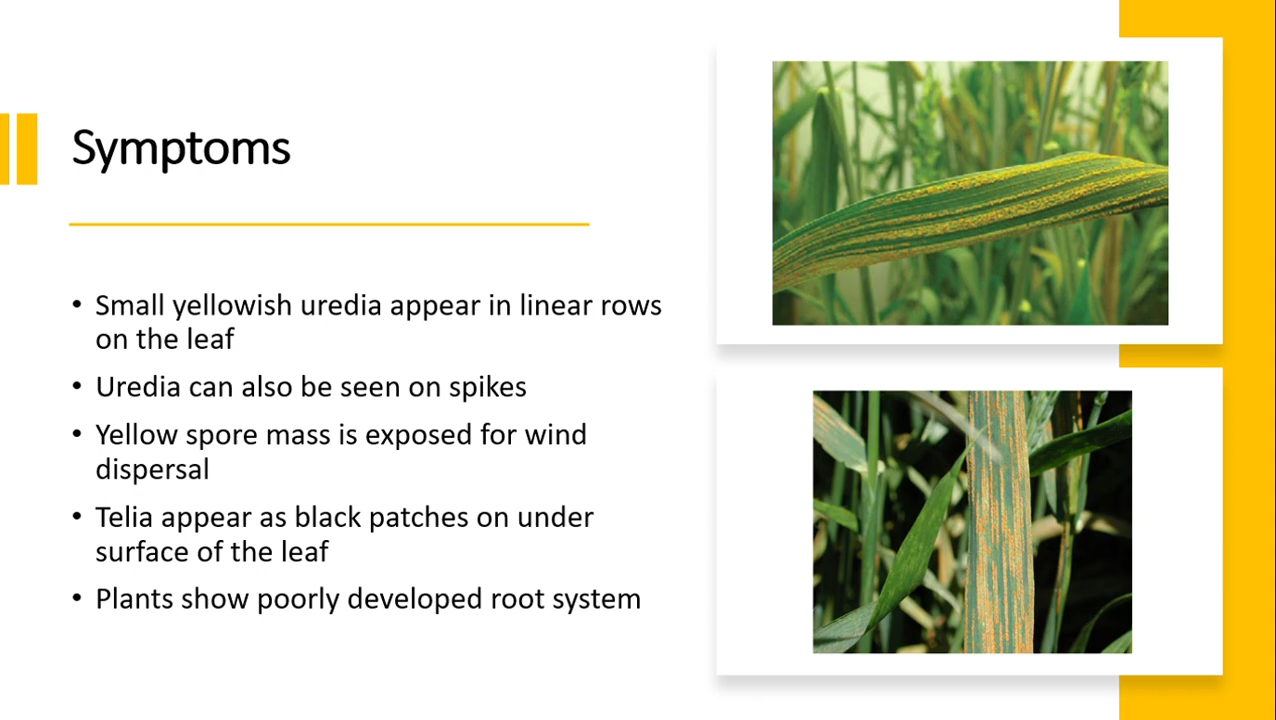 Symptoms
• Small yellowish uredia appear in linear rows
on the leaf
• Uredia can also be seen on spikes
• Yellow spore mass is exposed for wind
dispersal
• Telia appear as black patches on under
surface of the leaf
• Plants show poorly developed root system